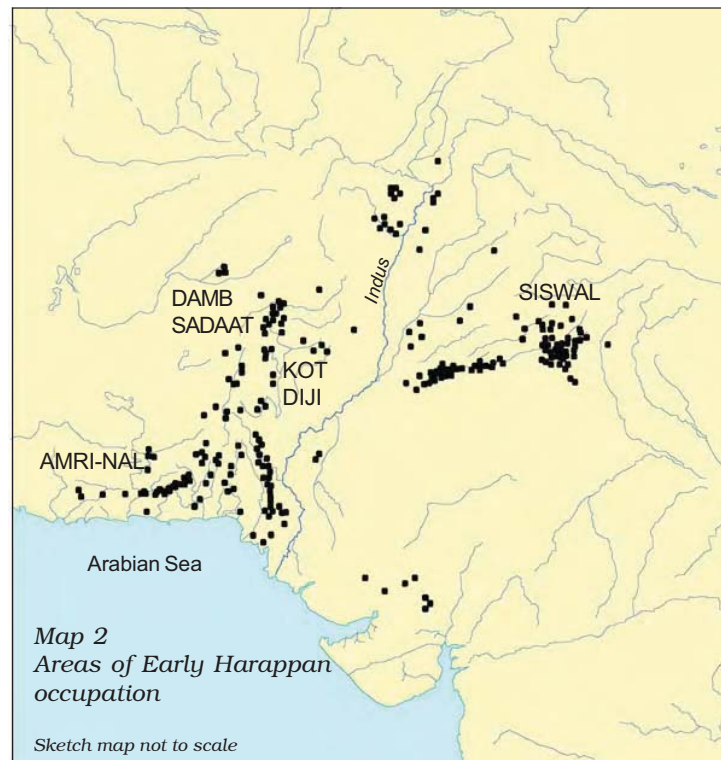 Indus
SISWAL
DAMB
SADAAT
KOT
DIJI
AMRI-NAL
Arabian Sea
Map 2
Areas of Early Harappan
occupation
Sketch map not to scale